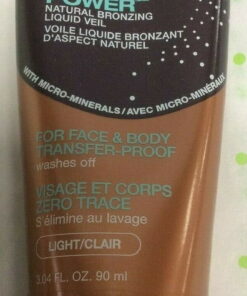 POWER
NATURAL BRONZING
LIQUID VEIL
VOILE LIQUIDE BRONZANT
D'ASPECT NATUREL
WITH MICRO-MINERALS/AVEC MICRO-MINÉRAUX
FOR FACE & BODY
TRANSFER-PROOF
washes off
VISAGE ET CORPS
ZÉRO TRACE
S'élimine au lavage
LIGHT/CLAIR
3.04 FL. OZ. 90 ml